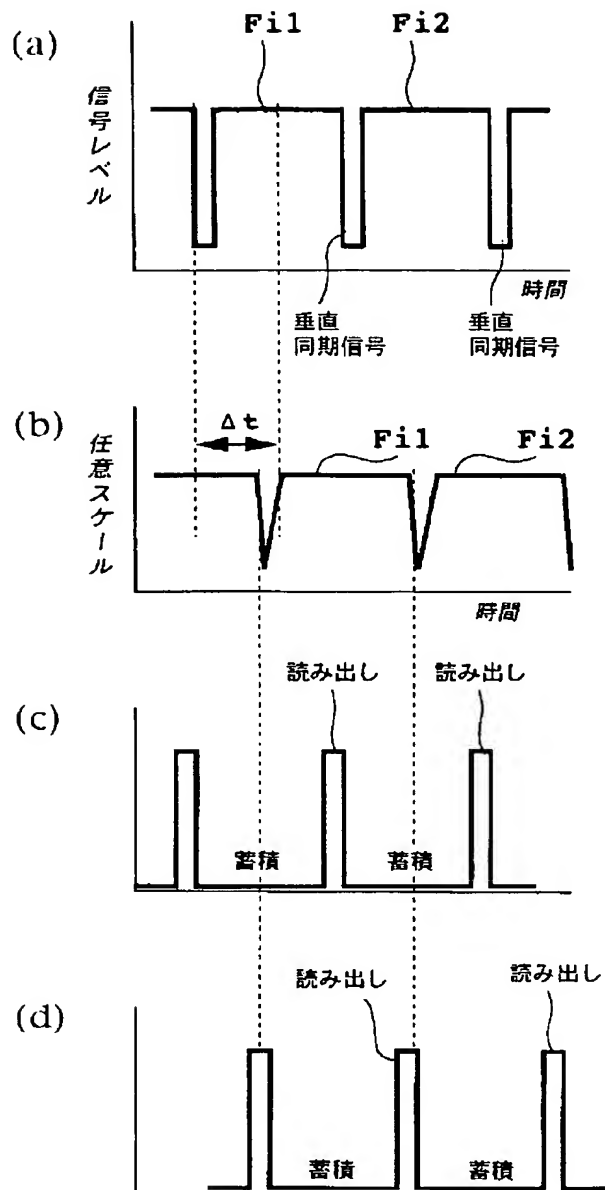 (a)
Fi1
Fi2
信号レベル
時間
垂直
同期信号
垂直
同期信号
(b)
Δt
Fi1
Fi2
任意スケール
時間
(c)
読み出し
読み出し
蓄積
蓄積
(d)
読み出し
読み出し
蓄積
蓄積